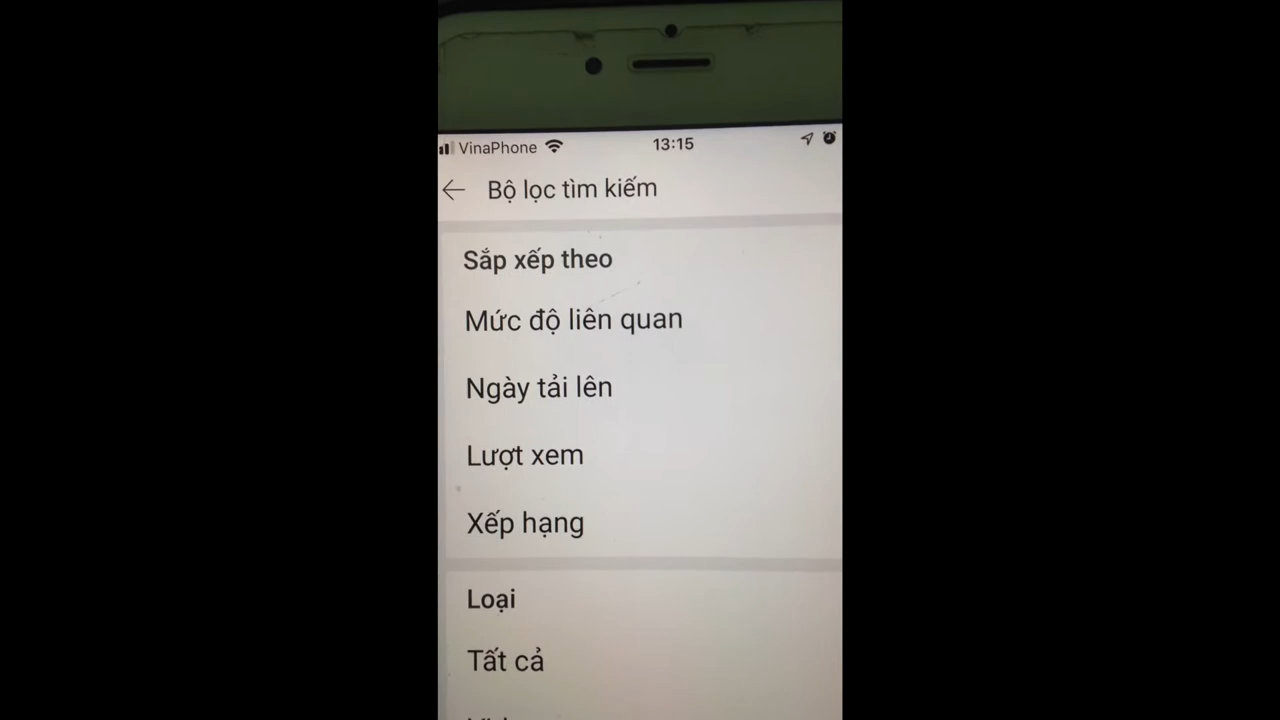 VinaPhone 13:15
Bộ lọc tìm kiếm
Sắp xếp theo
Mức độ liên quan
Ngày tải lên
Lượt xem
Xếp hạng
Loại
Tất cả